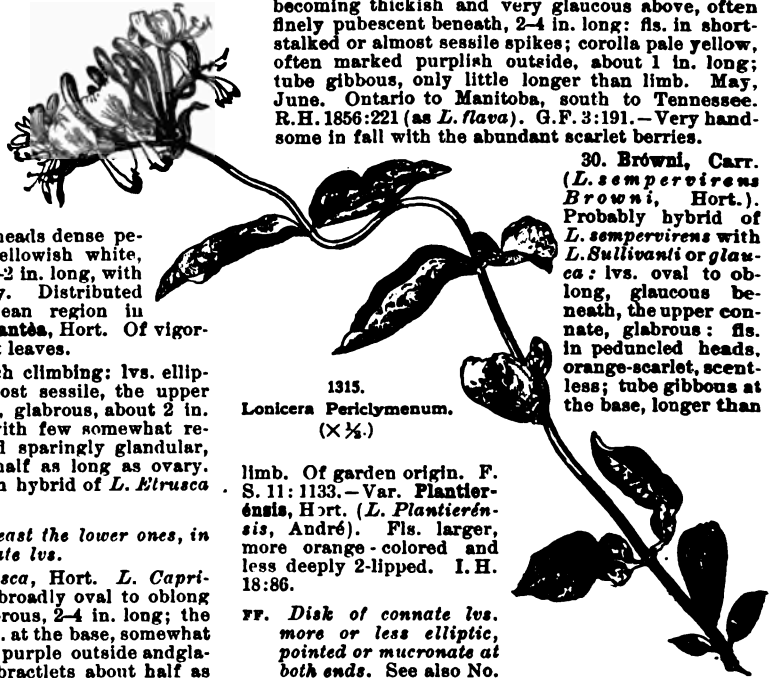 becoming thickish and very glaucous above, often
finely pubescent beneath, 2-4 in. long: fls. in short-
stalked or almost sessile spikes; corolla pale yellow,
often marked purplish outside, about 1 in. long;
tube gibbous, only little longer than limb. May,
June. Ontario to Manitoba, south to Tennessee.
R.H. 1856:221 (as L. flava). G.F. 3:191.—Very hand-
some in fall with the abundant scarlet berries.
30. Brówni, Carr.
(L. sempervirens
Browni, Hort.).
Probably hybrid of
L. sempervirens with
L. Sullivanti or glau-
ca: lvs. oval to ob-
long, glaucous be-
neath, the upper con-
nate, glabrous: fls.
in peduncled heads,
orange-scarlet, scent-
less; tube gibbous at
the base, longer than
heads dense pe-
ellowish white,
-2 in. long, with
y. Distributed
ean region in
antèa, Hort. Of vigor-
t leaves.
ch climbing: lvs. ellip-
ost sessile, the upper
, glabrous, about 2 in.
with few somewhat re-
d sparingly glandular,
half as long as ovary.
n hybrid of L. Etrusca
east the lower ones, in
ate lvs.
sca, Hort. L. Capri-
broadly oval to oblong
rous, 2-4 in. long; the
. at the base, somewhat
purple outside andgla-
bractlets about half as
1315.
Lonicera Periclymenum.
(× ½.)
limb. Of garden origin. F.
S. 11:1133.—Var. Plantier-
énsis, Hort. (L. Plantierén-
sis, André). Fls. larger,
more orange-colored and
less deeply 2-lipped. I.H.
18:86.
FF. Disk of connate lvs.
more or less elliptic,
pointed or mucronate at
both ends. See also No.